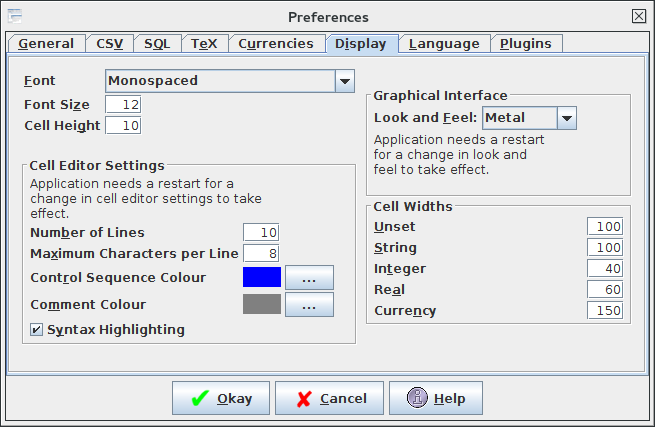 Preferences
General CSV SQL TeX Currencies Display Language Plugins
Font Monospaced
Font Size 12
Cell Height 10
Cell Editor Settings
Application needs a restart for a
change in cell editor settings to take
effect.
Number of Lines 10
Maximum Characters per Line 8
Control Sequence Colour ...
Comment Colour ...
Syntax Highlighting
Graphical Interface
Look and Feel: Metal
Application needs a restart
for a change in look and
feel to take effect.
Cell Widths
Unset 100
String 100
Integer 40
Real 60
Currency 150
Okay Cancel Help